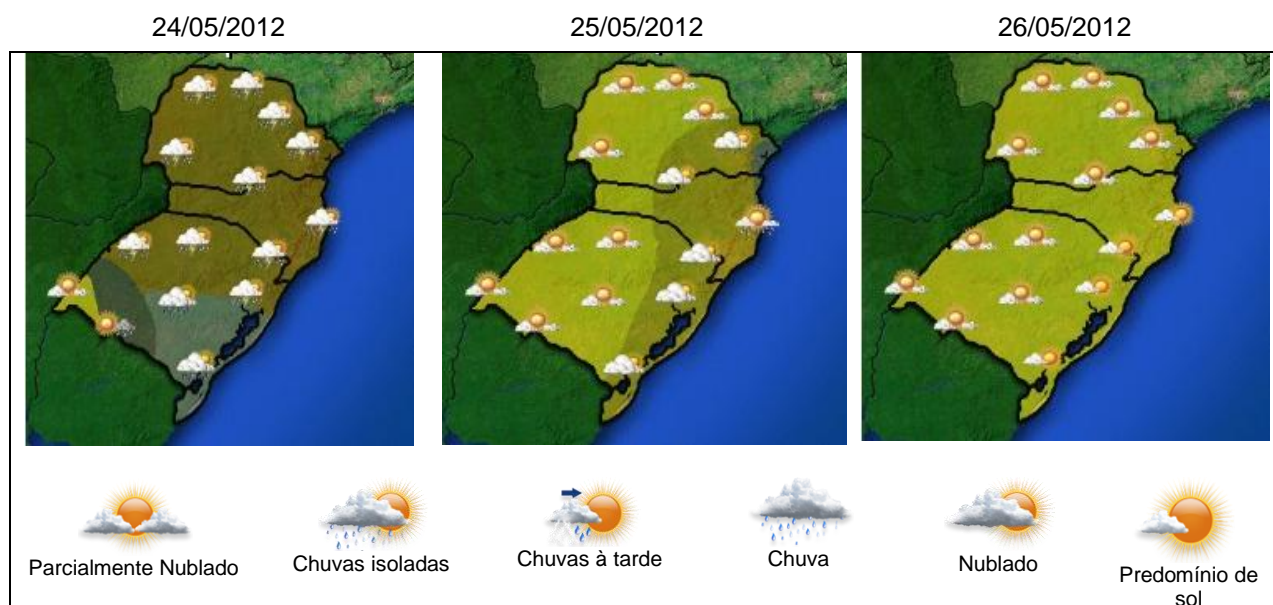 24/05/2012
25/05/2012
26/05/2012
Parcialmente Nublado
Chuvas isoladas
Chuvas à tarde
Chuva
Nublado
Predomínio de
sol